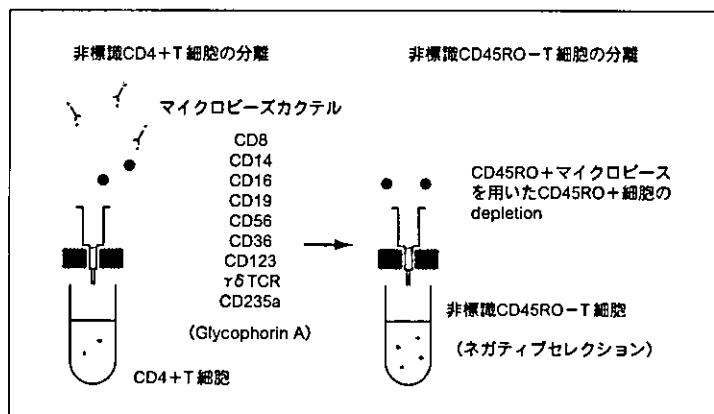 非標識CD4+T細胞の分離
マイクロビーズカクテル
CD8
CD14
CD16
CD19
CD56
CD36
CD123
γδTCR
CD235a
(Glycophorin A)
CD4+T細胞
非標識CD45RO−T細胞の分離
CD45RO+マイクロビース
を用いたCD45RO+細胞の
depletion
非標識CD45RO−T細胞
(ネガティブセレクション)